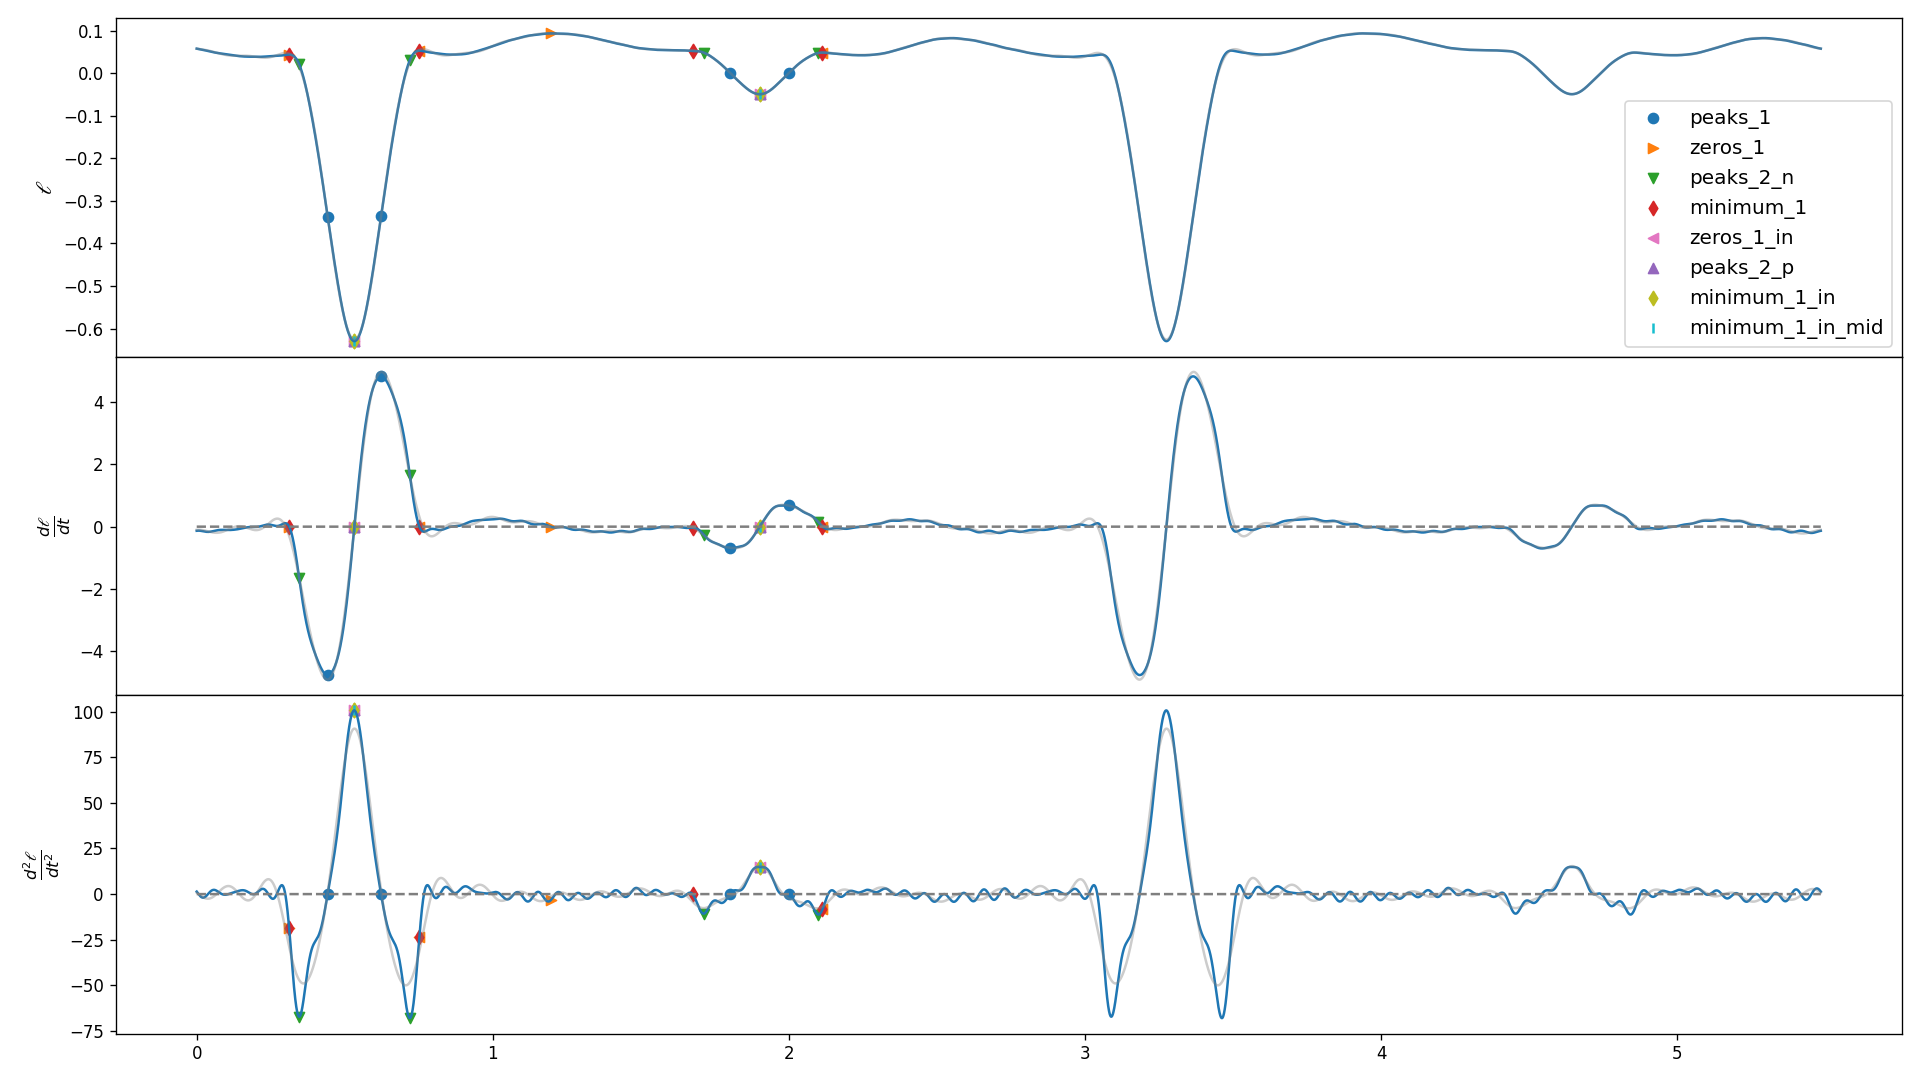 0.1
0.0
−0.1
−0.2
−0.3
−0.4
−0.5
−0.6
ℓ
peaks_1
zeros_1
peaks_2_n
minimum_1
zeros_1_in
peaks_2_p
minimum_1_in
minimum_1_in_mid
4
2
0
−2
−4
dℓ
dt
100
75
50
25
0
−25
−50
−75
d²ℓ
dt²
0 1 2 3 4 5